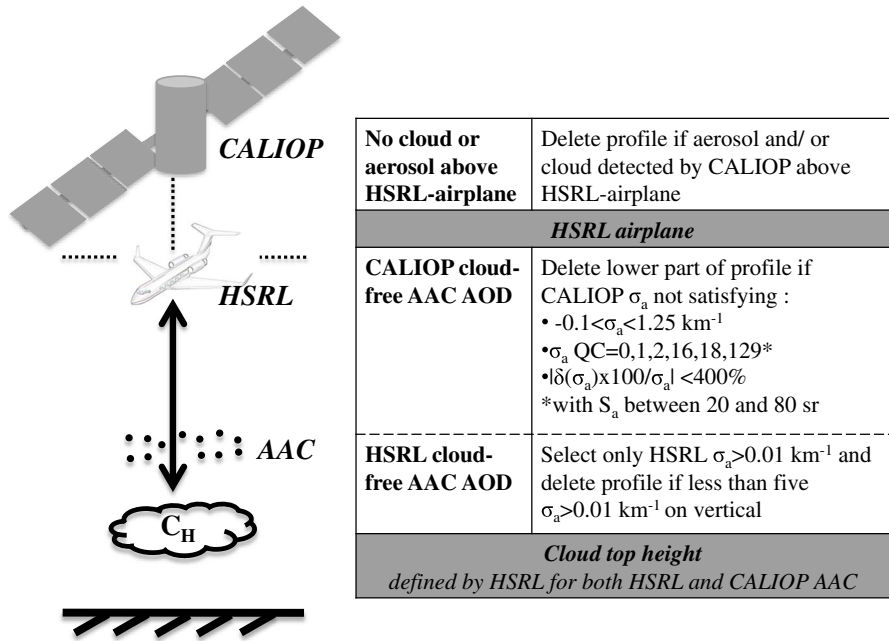 CALIOP
HSRL
AAC
C_H
No cloud or
aerosol above
HSRL-airplane
Delete profile if aerosol and/ or
cloud detected by CALIOP above
HSRL-airplane
HSRL airplane
CALIOP cloud-
free AAC AOD
Delete lower part of profile if
CALIOP σₐ not satisfying :
• -0.1<σₐ<1.25 km⁻¹
•σₐ QC=0,1,2,16,18,129*
•|δ(σₐ)x100/σₐ| <400%
*with Sₐ between 20 and 80 sr
HSRL cloud-
free AAC AOD
Select only HSRL σₐ>0.01 km⁻¹ and
delete profile if less than five
σₐ>0.01 km⁻¹ on vertical
Cloud top height
defined by HSRL for both HSRL and CALIOP AAC